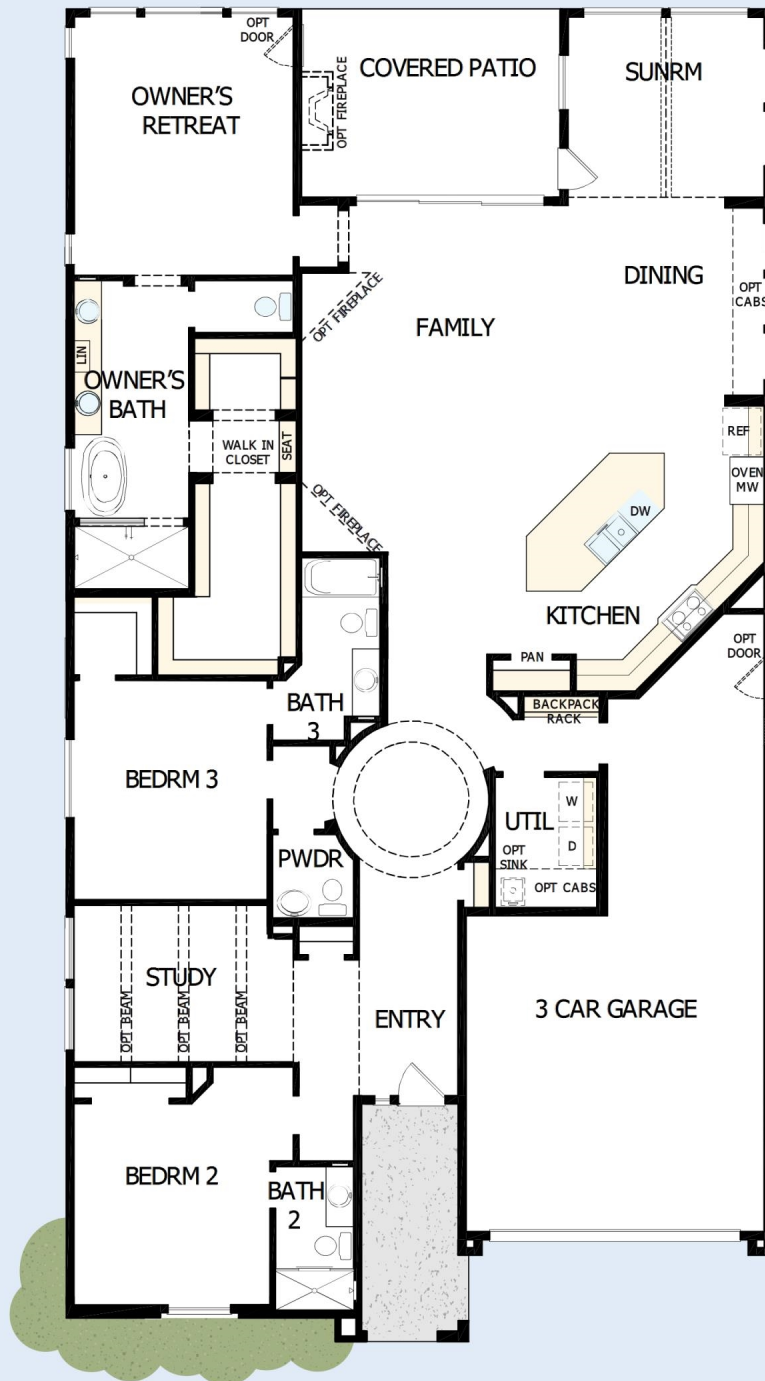 OPT
DOOR
OWNER'S
RETREAT
OPT FIREPLACE
COVERED PATIO
SUNRM
DINING
OPT
CABS
OPT FIREPLACE
FAMILY
LIN
OWNER'S
BATH
WALK IN
CLOSET
SEAT
REF
OVEN
MW
OPT FIREPLACE
DW
KITCHEN
PAN
OPT
DOOR
BATH
3
BACKPACK
RACK
BEDRM 3
W
UTIL
D
OPT
SINK
OPT CABS
PWDR
STUDY
OPT BEAM
OPT BEAM
OPT BEAM
ENTRY
3 CAR GARAGE
BEDRM 2
BATH
2